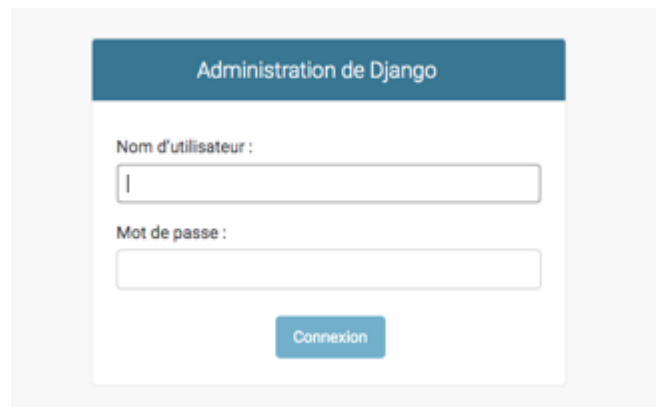 Administration de Django
Nom d'utilisateur :
Mot de passe :
Connexion